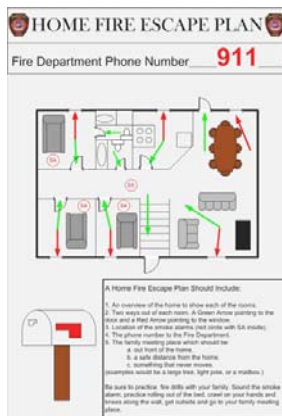 HOME FIRE ESCAPE PLAN
Fire Department Phone Number 911
SA
SA
SA
SA
A Home Fire Escape Plan Should Include:
1. An overview of the home to show each of the rooms.
2. Two ways out of each room. A Green Arrow pointing to the
door and a Red Arrow pointing to the window.
3. Location of the smoke alarms (red circle with SA inside)
4. The phone number to the Fire Department.
5. The family meeting place which should be:
a. out front of the home.
b. a safe distance from the home.
c. something that never moves.
(examples would be a large tree, light pole, or a mailbox.)
Be sure to practice fire drills with your family. Sound the smoke
alarm, practice rolling out of the bed, crawl on your hands and
knees along the wall, get outside and go to your family meeting
place.